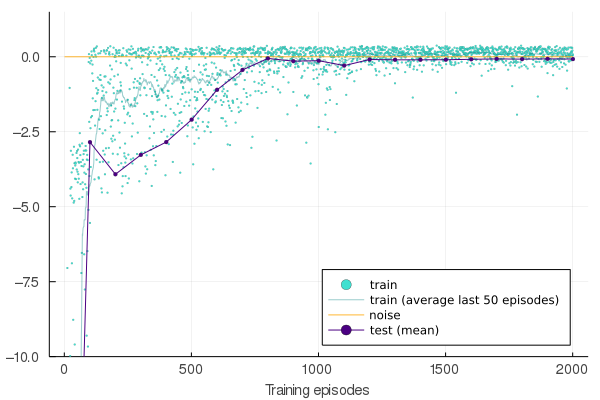 0.0
−2.5
−5.0
−7.5
−10.0
0
500
1000
1500
2000
Training episodes
train
train (average last 50 episodes)
noise
test (mean)